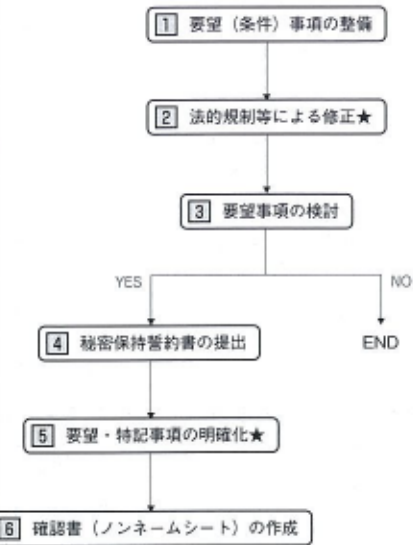 1 要望（条件）事項の整備
2 法的規制等による修正★
3 要望事項の検討
YES
NO
4 秘密保持誓約書の提出
END
5 要望・特記事項の明確化★
6 確認書（ノンネームシート）の作成